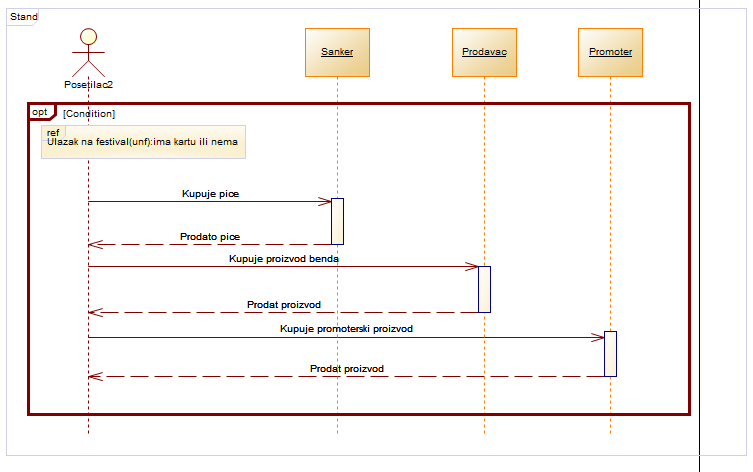 Stand
Sanker
Prodavac
Promoter
Posetilac2
opt
[Condition]
ref
Ulazak na festival(unf):ima kartu ili nema
Kupuje pice
Prodato pice
Kupuje proizvod benda
Prodat proizvod
Kupuje promoterski proizvod
Prodat proizvod